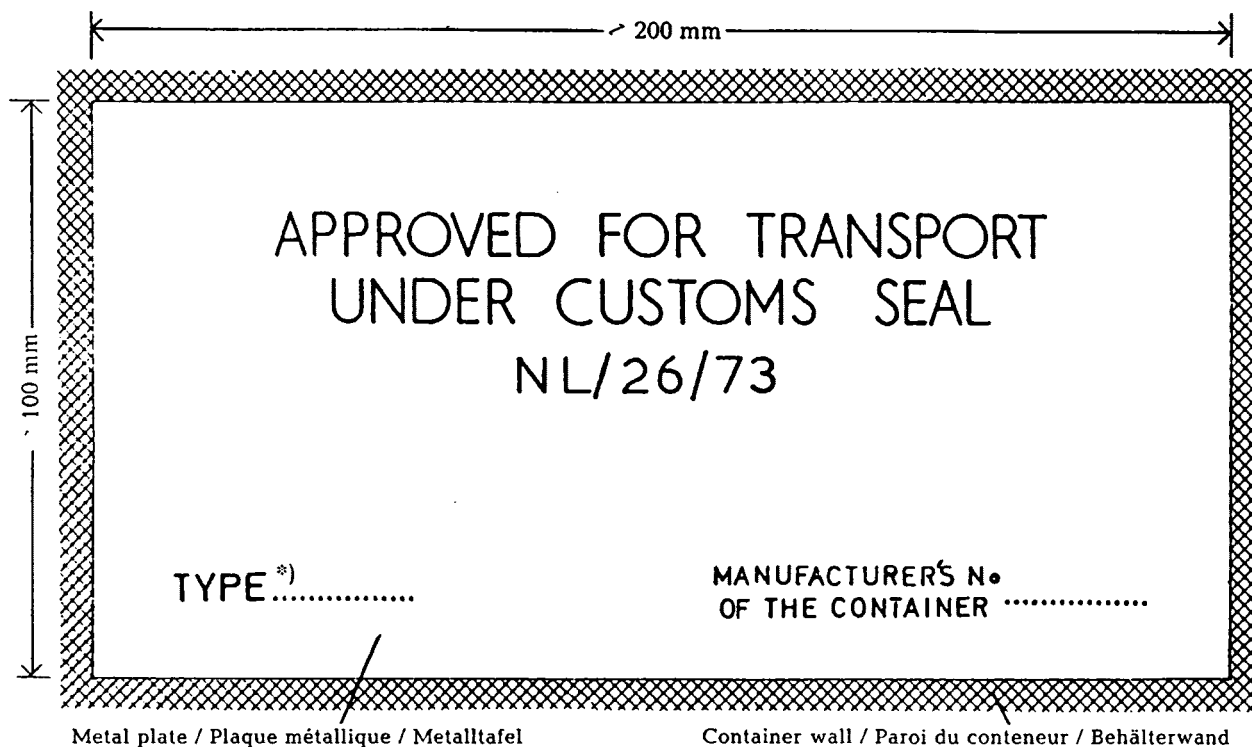 ~ 200 mm
~ 100 mm
APPROVED FOR TRANSPORT
UNDER CUSTOMS SEAL
NL/26/73
TYPE *)...............
MANUFACTURER'S No
OF THE CONTAINER ...............
Metal plate / Plaque métallique / Metalltafel
Container wall / Paroi du conteneur / Behälterwand